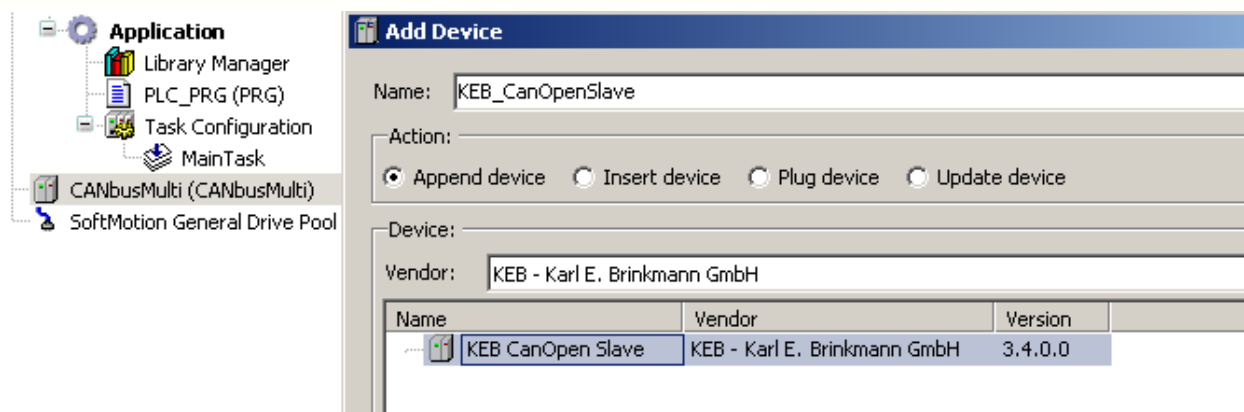 Application
Library Manager
PLC_PRG (PRG)
Task Configuration
MainTask
CANbusMulti (CANbusMulti)
SoftMotion General Drive Pool
Add Device
Name: KEB_CanOpenSlave
Action:
Append device Insert device Plug device Update device
Device:
Vendor: KEB - Karl E. Brinkmann GmbH
Name Vendor Version
KEB CanOpen Slave KEB - Karl E. Brinkmann GmbH 3.4.0.0